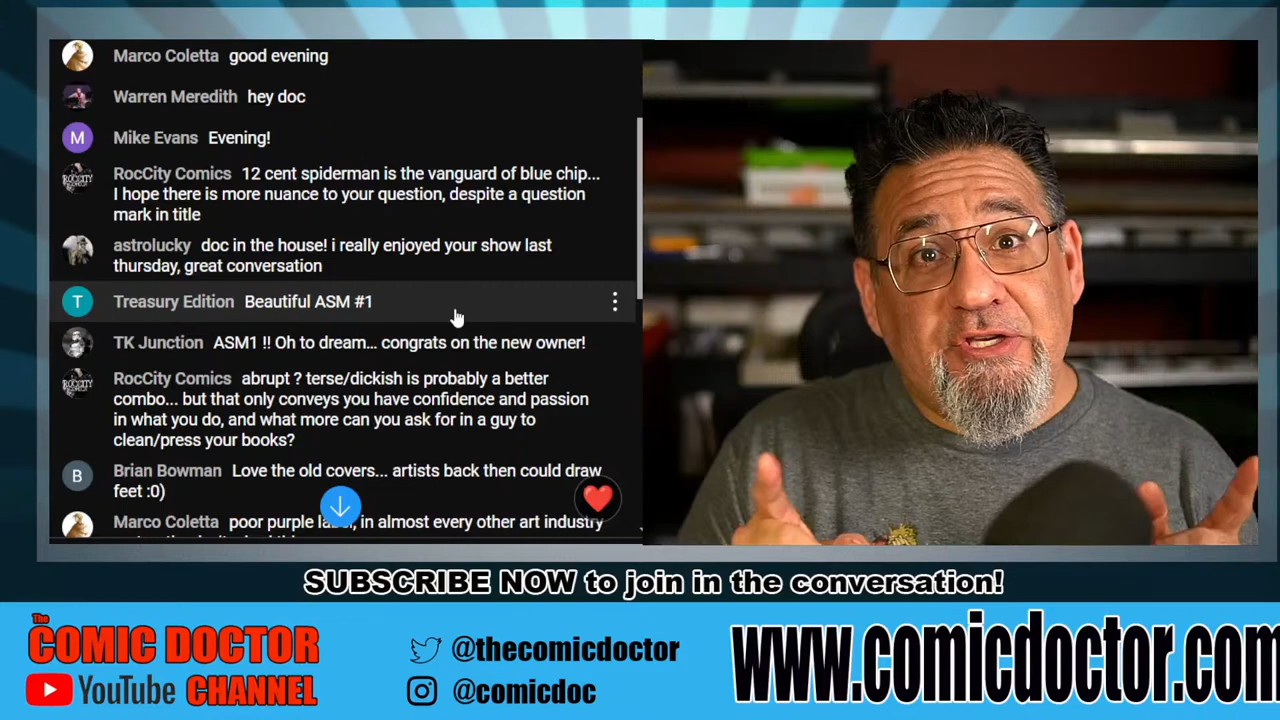 Marco Coletta good evening
Warren Meredith hey doc
M Mike Evans Evening!
RocCity Comics 12 cent spiderman is the vanguard of blue chip...
I hope there is more nuance to your question, despite a question
mark in title
astrolucky doc in the house! i really enjoyed your show last
thursday, great conversation
T Treasury Edition Beautiful ASM #1
TK Junction ASM1 !! Oh to dream... congrats on the new owner!
RocCity Comics abrupt ? terse/dickish is probably a better
combo... but that only conveys you have confidence and passion
in what you do, and what more can you ask for in a guy to
clean/press your books?
B Brian Bowman Love the old covers... artists back then could draw
feet :0)
Marco Coletta poor purple in almost every other art industry
SUBSCRIBE NOW to join in the conversation!
The
COMIC DOCTOR
YouTube CHANNEL
@thecomicdoctor
@comicdoc
www.comicdoctor.com